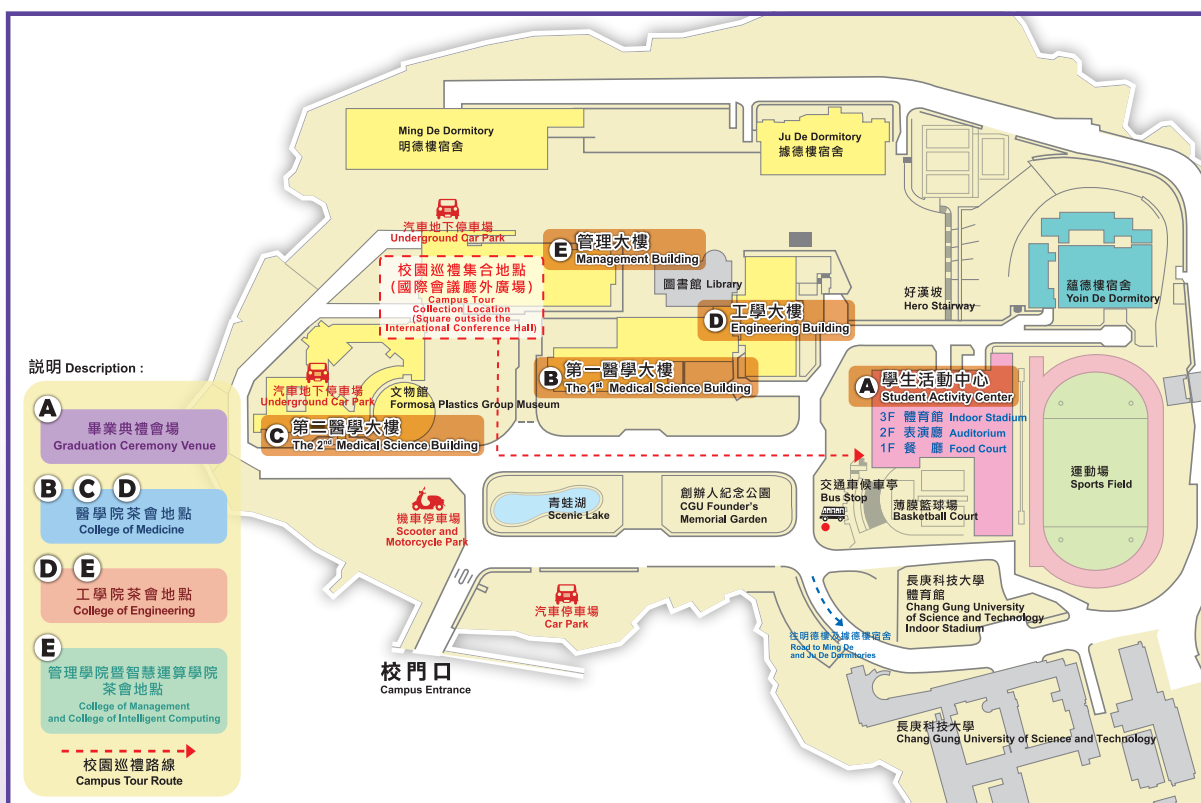 Ming De Dormitory
明德樓宿舍
Ju De Dormitory
據德樓宿舍
汽車地下停車場
Underground Car Park
E 管理大樓
Management Building
校園巡禮集合地點
(國際會議廳外廣場)
Campus Tour
Collection Location
(Square outside the
International Conference Hall)
圖書館 Library
D 工學大樓
Engineering Building
好漢坡
Hero Stairway
蘊德樓宿舍
Yoin De Dormitory
B 第一醫學大樓
The 1st Medical Science Building
汽車地下停車場
Underground Car Park
文物館
Formosa Plastics Group Museum
C 第二醫學大樓
The 2nd Medical Science Building
A 學生活動中心
Student Activity Center
3F 體育館 Indoor Stadium
2F 表演廳 Auditorium
1F 餐 廳 Food Court
運動場
Sports Field
交通車候車亭
Bus Stop
薄膜籃球場
Basketball Court
青蛙湖
Scenic Lake
創辦人紀念公園
CGU Founder's
Memorial Garden
機車停車場
Scooter and
Motorcycle Park
汽車停車場
Car Park
校門口
Campus Entrance
往明德樓及據德樓宿舍
Road to Ming De
and Ju De Dormitories
長庚科技大學
體育館
Chang Gung University
of Science and Technology
Indoor Stadium
長庚科技大學
Chang Gung University of Science and Technology
說明 Description :
A
畢業典禮會場
Graduation Ceremony Venue
B C D
醫學院茶會地點
College of Medicine
D E
工學院茶會地點
College of Engineering
E
管理學院暨智慧運算學院
茶會地點
College of Management
and College of Intelligent Computing
校園巡禮路線
Campus Tour Route